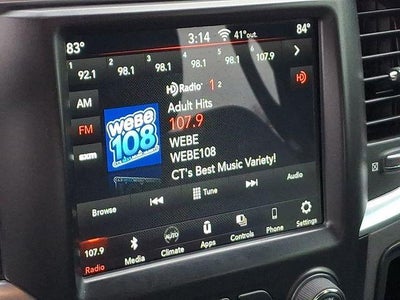 83° 3:14 41°out. 84°
1 2 3 4 5 6
92.1 98.1 98.1 98.1 98.1 107.9
HD Radio 1 2
HD
AM
Adult Hits
FM
107.9
WEBE
108
WEBE
sxm
WEBE108
CT's Best Music Variety!
Browse Tune Audio
107.9 AUTO
Radio Media Climate Apps Controls Phone Settings